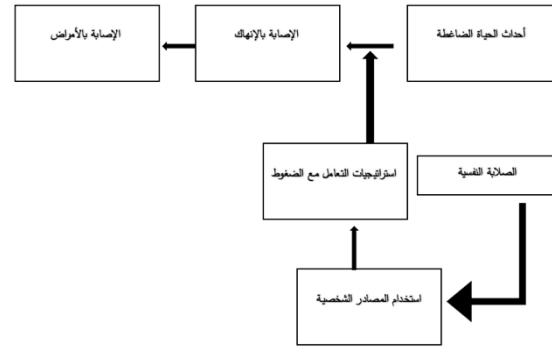 أحداث الحياة الضاغطة
الإصابة بالإنهاك
الإصابة بالأمراض
استراتيجيات التعامل مع الضغوط
الصلابة النفسية
استخدام المصادر الشخصية